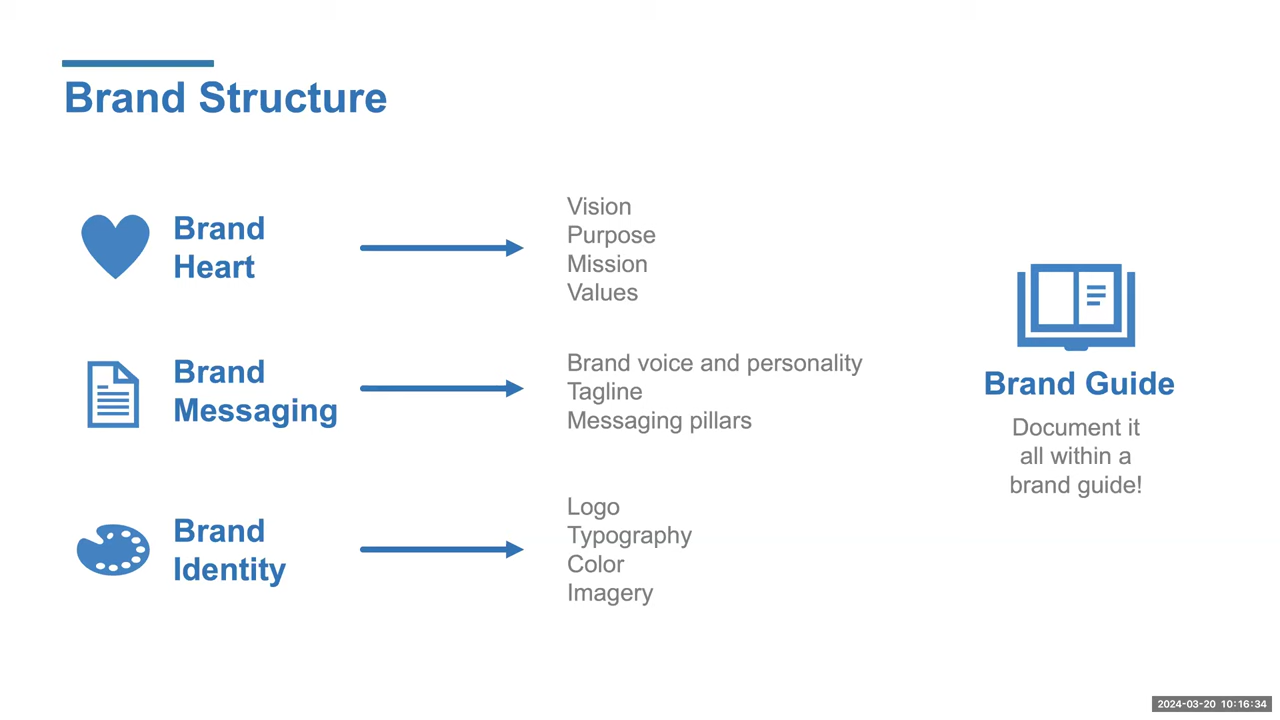 Brand Structure
Brand
Heart
Vision
Purpose
Mission
Values
Brand
Messaging
Brand voice and personality
Tagline
Messaging pillars
Brand
Identity
Logo
Typography
Color
Imagery
Brand Guide
Document it
all within a
brand guide!
2024-03-20 10:16:34